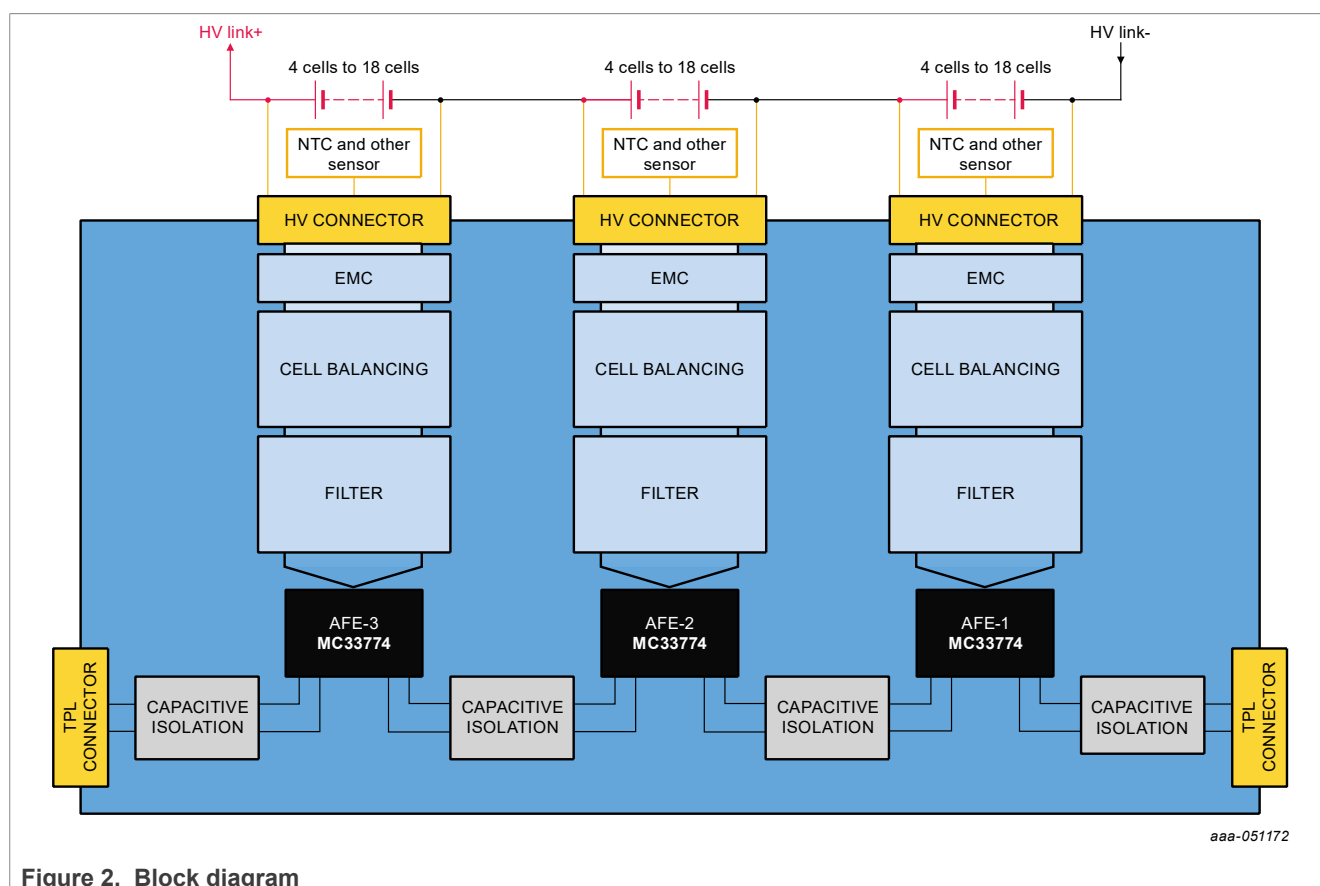 HV link+
HV link-
4 cells to 18 cells
4 cells to 18 cells
4 cells to 18 cells
NTC and other
sensor
NTC and other
sensor
NTC and other
sensor
HV CONNECTOR
HV CONNECTOR
HV CONNECTOR
EMC
EMC
EMC
CELL BALANCING
CELL BALANCING
CELL BALANCING
FILTER
FILTER
FILTER
AFE-3
MC33774
AFE-2
MC33774
AFE-1
MC33774
TPL
CONNECTOR
CAPACITIVE
ISOLATION
CAPACITIVE
ISOLATION
CAPACITIVE
ISOLATION
CAPACITIVE
ISOLATION
TPL
CONNECTOR
aaa-051172
Figure 2. Block diagram